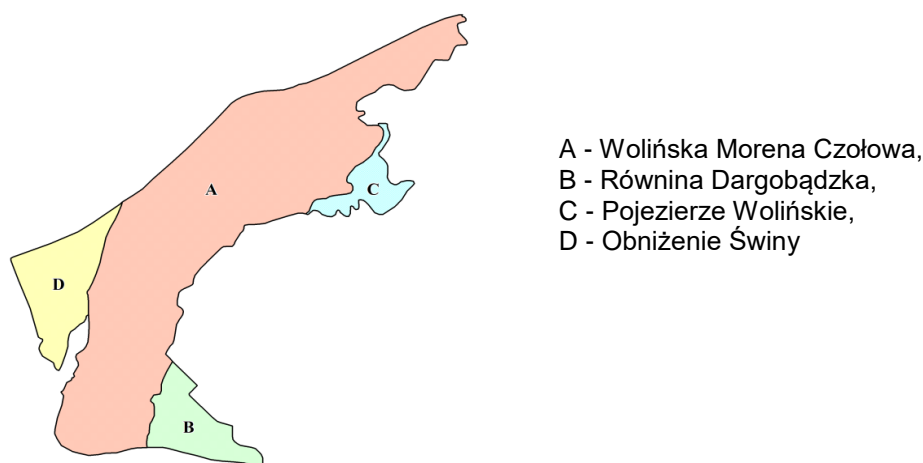 A
C
D
B
A - Wolińska Morena Czołowa,
B - Równina Dargobądzka,
C - Pojezierze Wolińskie,
D - Obniżenie Świny